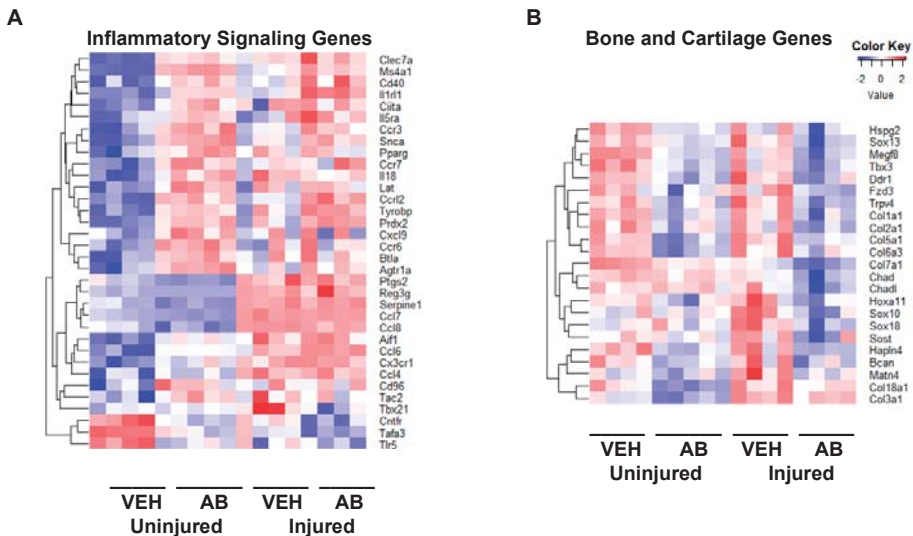 A
Inflammatory Signaling Genes
Clec7a
Ms4a1
Cd40
Il1rl1
Ciita
Il5ra
Ccr3
Snca
Pparg
Ccr7
Il18
Lat
Ccrl2
Tyrobp
Prdx2
Cxcl9
Ccr6
Btla
Agtr1a
Ptgs2
Reg3g
Serpine1
Ccl7
Ccl8
Aif1
Ccl6
Cx3cr1
Ccl4
Cd96
Tac2
Tbx21
Cntfr
Tafa3
Tlr5
VEH AB VEH AB
Uninjured Injured
B
Bone and Cartilage Genes
Color Key
-2 0 2
Value
Hspg2
Sox13
Megf8
Tbx3
Ddr1
Fzd3
Trpv4
Col1a1
Col2a1
Col5a1
Col6a3
Col7a1
Chad
Chadl
Hoxa11
Sox10
Sox18
Sost
Hapln4
Bcan
Matn4
Col18a1
Col3a1
VEH AB VEH AB
Uninjured Injured